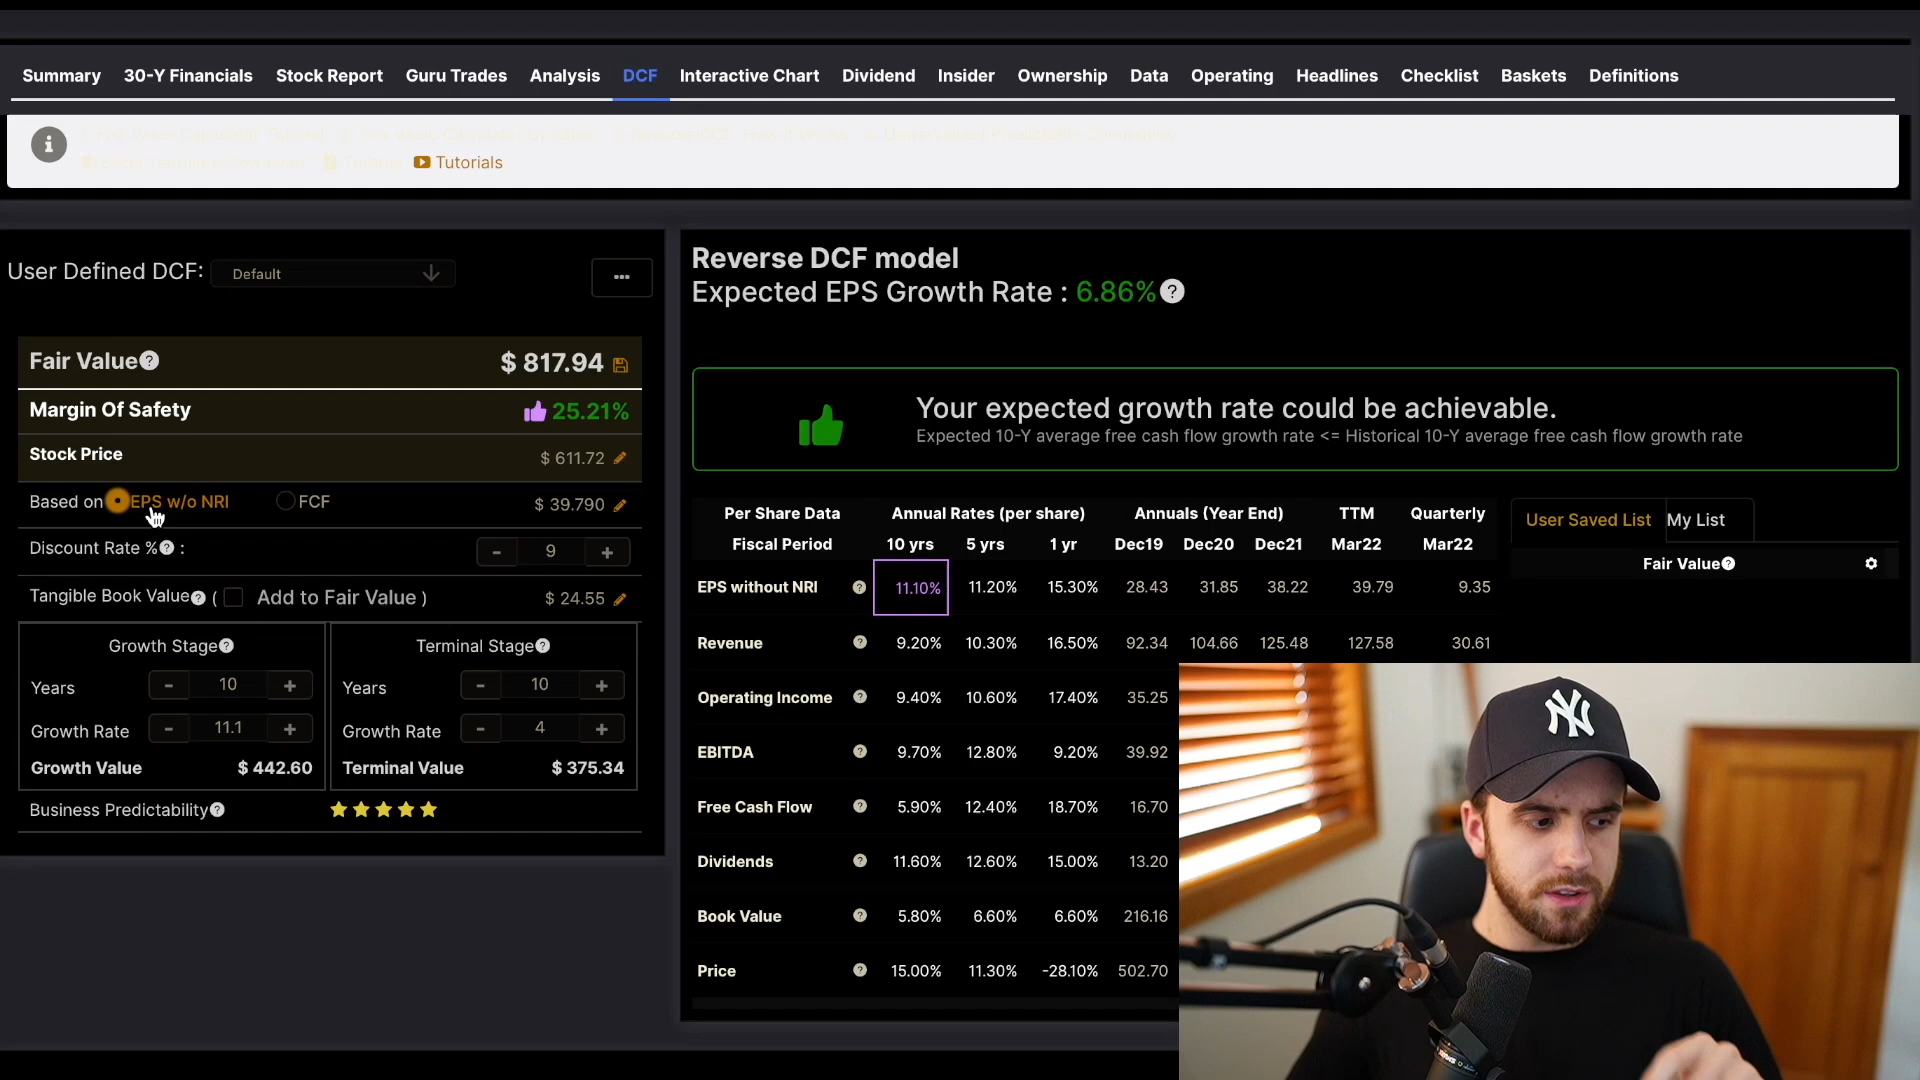 Summary 30-Y Financials Stock Report Guru Trades Analysis DCF Interactive Chart Dividend Insider Ownership Data Operating Headlines Checklist Baskets Definitions
Tutorials
User Defined DCF: Default
...
Fair Value $ 817.94
Margin Of Safety 25.21%
Stock Price $ 611.72
Based on EPS w/o NRI FCF $ 39.790
Discount Rate % : - 9 +
Tangible Book Value ( Add to Fair Value ) $ 24.55
Growth Stage Terminal Stage
Years - 10 + Years - 10 +
Growth Rate - 11.1 + Growth Rate - 4 +
Growth Value $ 442.60 Terminal Value $ 375.34
Business Predictability
Reverse DCF model
Expected EPS Growth Rate : 6.86%
Your expected growth rate could be achievable.
Expected 10-Y average free cash flow growth rate <= Historical 10-Y average free cash flow growth rate
Per Share Data Annual Rates (per share) Annuals (Year End) TTM Quarterly
Fiscal Period 10 yrs 5 yrs 1 yr Dec19 Dec20 Dec21 Mar22 Mar22
EPS without NRI 11.10% 11.20% 15.30% 28.43 31.85 38.22 39.79 9.35
Revenue 9.20% 10.30% 16.50% 92.34 104.66 125.48 127.58 30.61
Operating Income 9.40% 10.60% 17.40% 35.25
EBITDA 9.70% 12.80% 9.20% 39.92
Free Cash Flow 5.90% 12.40% 18.70% 16.70
Dividends 11.60% 12.60% 15.00% 13.20
Book Value 5.80% 6.60% 6.60% 216.16
Price 15.00% 11.30% -28.10% 502.70
User Saved List My List
Fair Value
NY